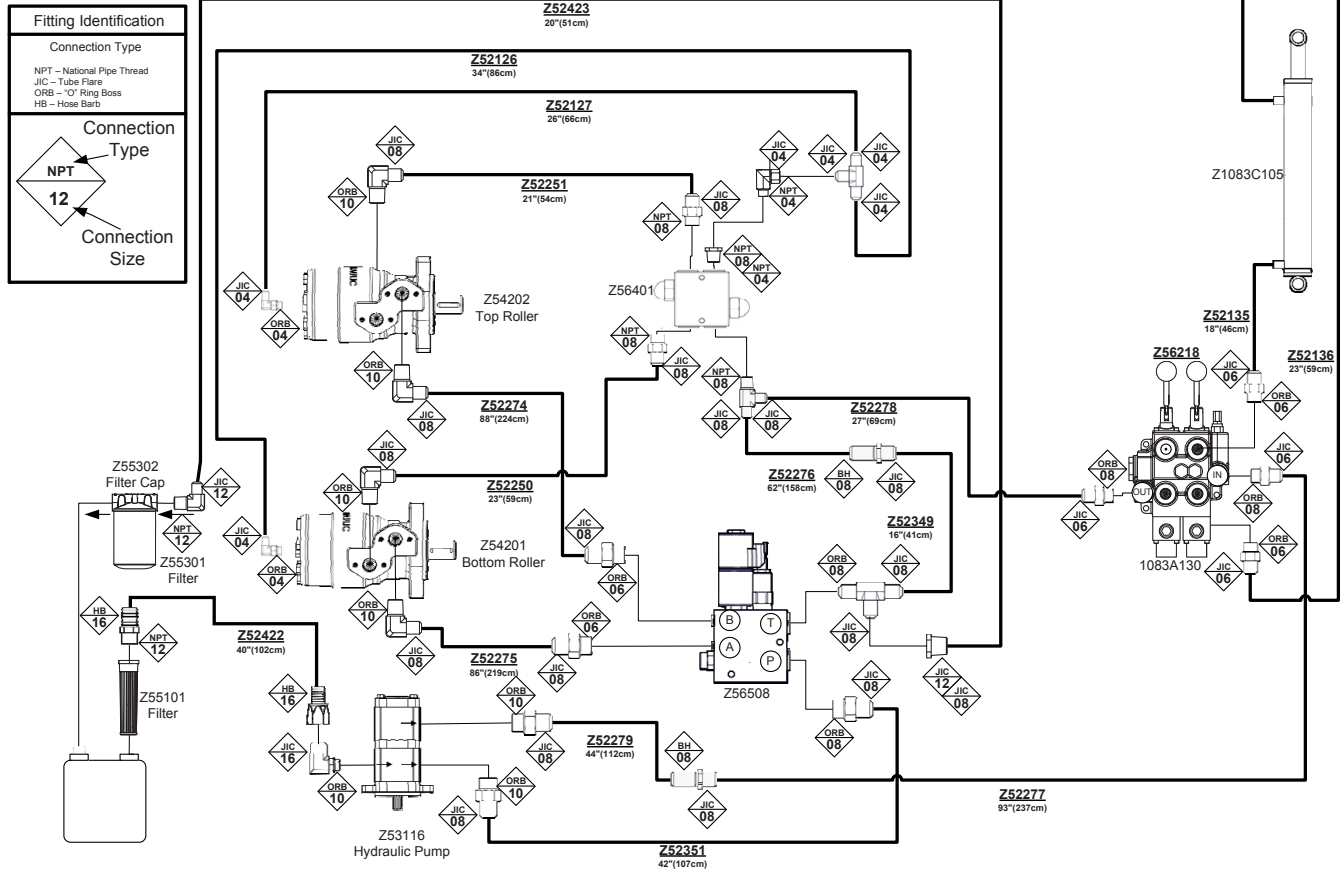 Fitting Identification
Connection Type
NPT – National Pipe Thread
JIC – Tube Flare
ORB – "O" Ring Boss
HB – Hose Barb
Connection
Type
NPT
12
Connection
Size
Z52423
20"(51cm)
Z52126
34"(86cm)
Z52127
26"(66cm)
JIC
08
ORB
10
Z52251
21"(54cm)
NPT
08
JIC
08
JIC
04
NPT
04
JIC
04
JIC
04
JIC
04
NPT
08
NPT
04
Z1083C105
JIC
04
ORB
04
Z54202
Top Roller
Z56401
NPT
08
JIC
08
ORB
10
JIC
08
Z52274
88"(224cm)
NPT
08
JIC
08
JIC
08
Z52278
27"(69cm)
Z52135
18"(46cm)
Z52136
23"(59cm)
Z56218
JIC
06
ORB
06
JIC
06
ORB
08
IN
OUT
ORB
08
JIC
06
ORB
06
JIC
06
1083A130
Z55302
Filter Cap
JIC
12
NPT
12
Z55301
Filter
JIC
08
ORB
10
Z52250
23"(59cm)
JIC
04
ORB
04
Z54201
Bottom Roller
JIC
08
ORB
06
Z52276
62"(158cm)
BH
08
JIC
08
Z52349
16"(41cm)
ORB
08
JIC
08
JIC
08
JIC
12
JIC
08
B
T
A
P
Z56508
ORB
10
JIC
08
Z52275
86"(219cm)
ORB
06
JIC
08
HB
16
NPT
12
Z52422
40"(102cm)
Z55101
Filter
HB
16
JIC
16
ORB
10
ORB
10
JIC
08
Z52279
44"(112cm)
BH
08
JIC
08
JIC
08
ORB
08
Z52277
93"(237cm)
JIC
08
ORB
10
Z53116
Hydraulic Pump
Z52351
42"(107cm)